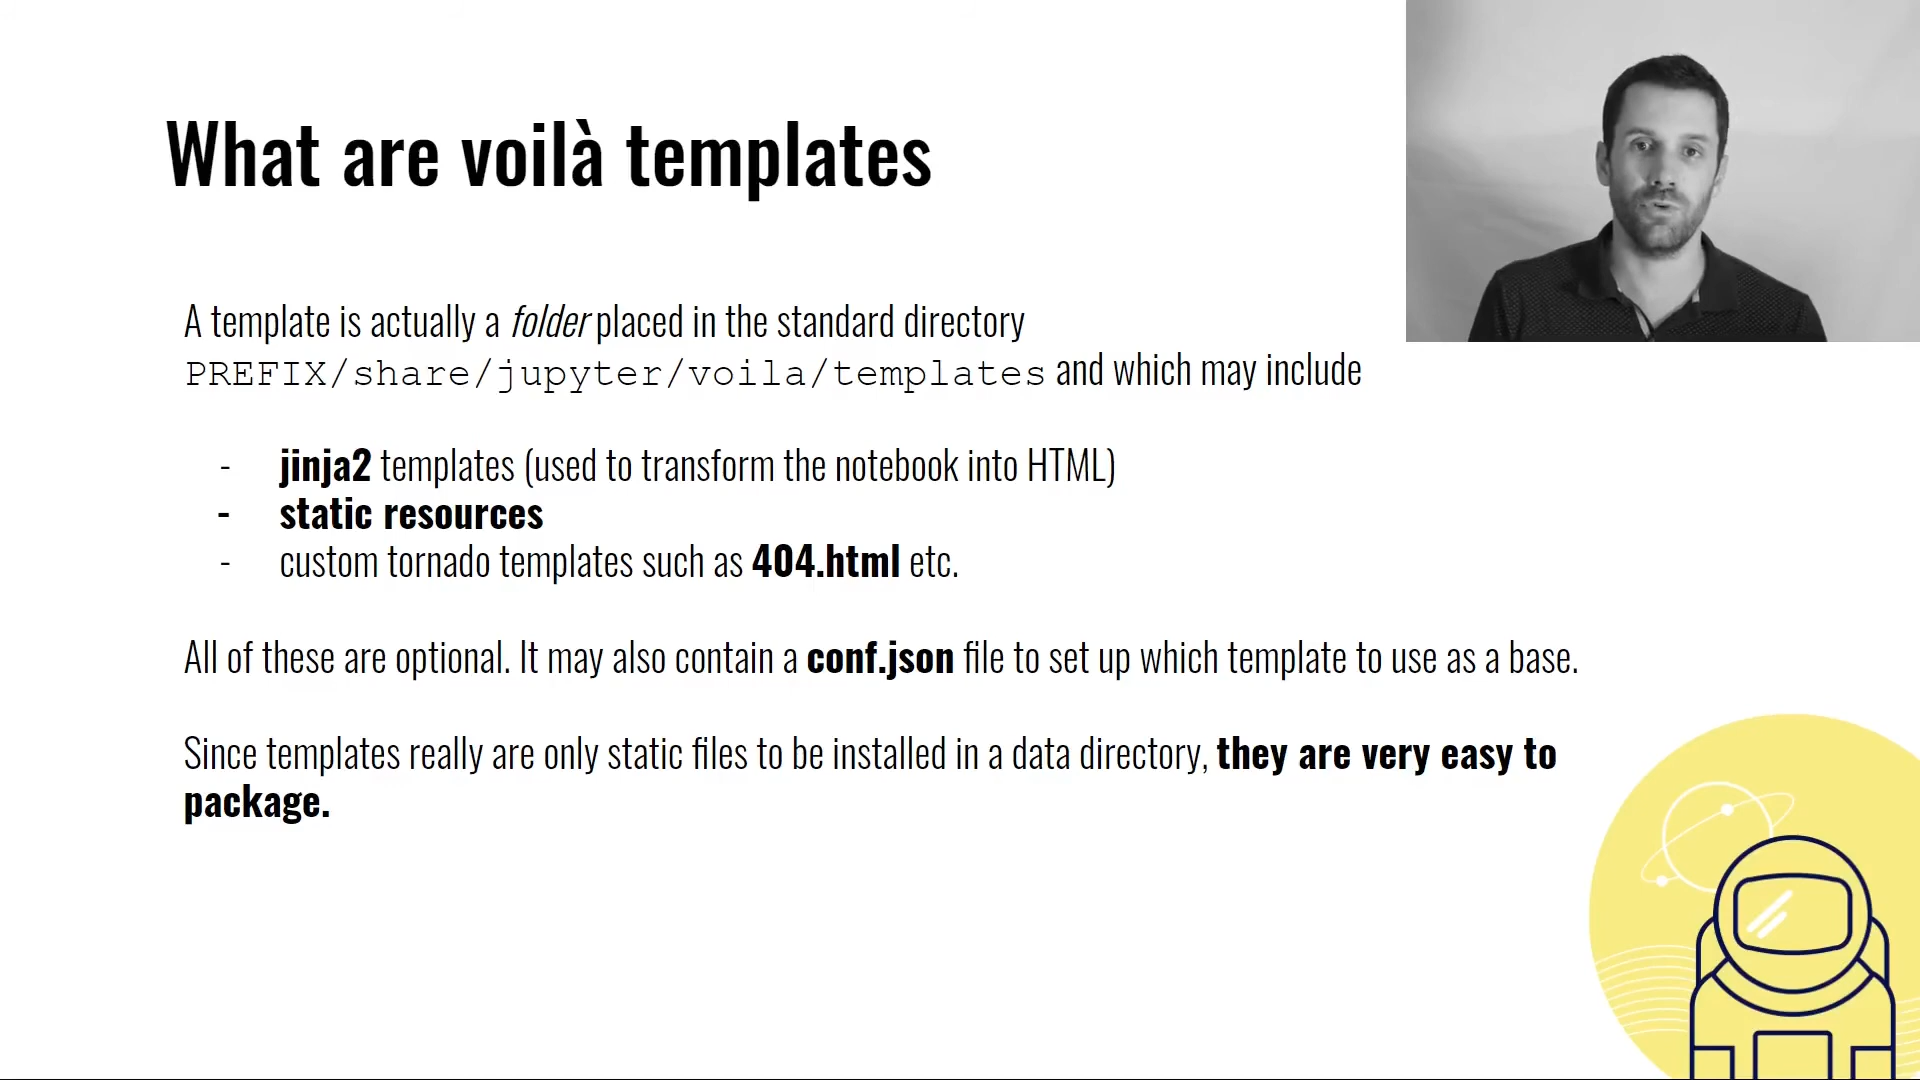 What are voilà templates
A template is actually a folder placed in the standard directory
PREFIX/share/jupyter/voila/templates and which may include
- jinja2 templates (used to transform the notebook into HTML)
- static resources
- custom tornado templates such as 404.html etc.
All of these are optional. It may also contain a conf.json file to set up which template to use as a base.
Since templates really are only static files to be installed in a data directory, they are very easy to
package.